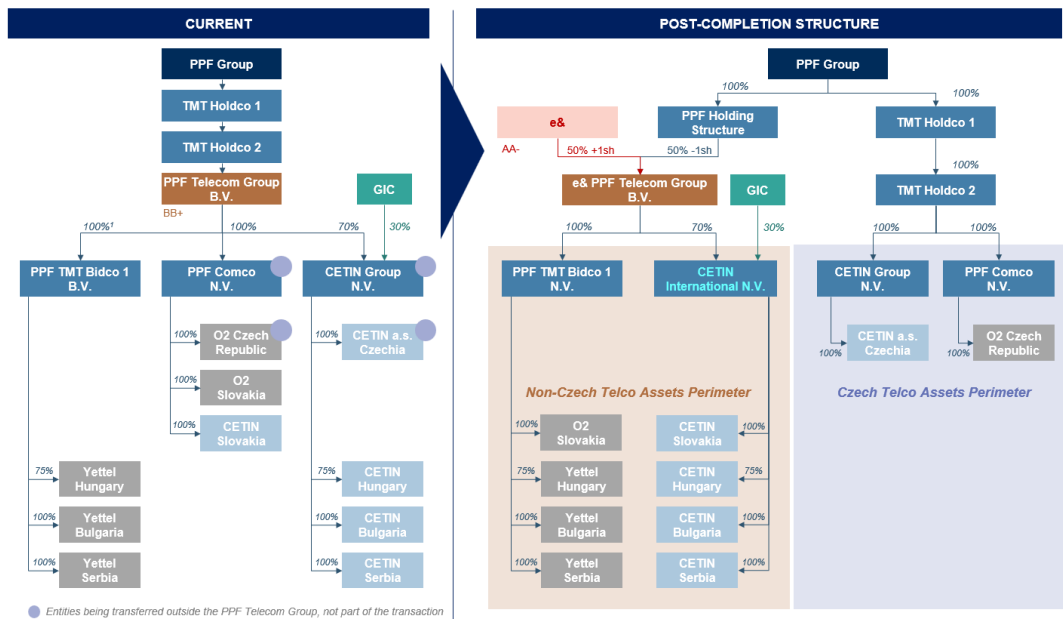 CURRENT
PPF Group
TMT Holdco 1
TMT Holdco 2
PPF Telecom Group
B.V.
BB+
GIC
100%¹
100%
70%
30%
PPF TMT Bidco 1
B.V.
PPF Comco
N.V.
CETIN Group
N.V.
100%
O2 Czech
Republic
100%
CETIN a.s.
Czechia
100%
O2
Slovakia
100%
CETIN
Slovakia
75%
Yettel
Hungary
75%
CETIN
Hungary
100%
Yettel
Bulgaria
100%
CETIN
Bulgaria
100%
Yettel
Serbia
100%
CETIN
Serbia
Entities being transferred outside the PPF Telecom Group, not part of the transaction
POST-COMPLETION STRUCTURE
PPF Group
100%
100%
e&
PPF Holding
Structure
TMT Holdco 1
AA-
50% +1sh
50% -1sh
100%
e& PPF Telecom Group
B.V.
GIC
TMT Holdco 2
100%
70%
30%
100%
100%
PPF TMT Bidco 1
N.V.
CETIN
International N.V.
CETIN Group
N.V.
PPF Comco
N.V.
100%
CETIN a.s.
Czechia
100%
O2 Czech
Republic
Non-Czech Telco Assets Perimeter
Czech Telco Assets Perimeter
100%
O2
Slovakia
CETIN
Slovakia
100%
75%
Yettel
Hungary
CETIN
Hungary
75%
100%
Yettel
Bulgaria
CETIN
Bulgaria
100%
100%
Yettel
Serbia
CETIN
Serbia
100%